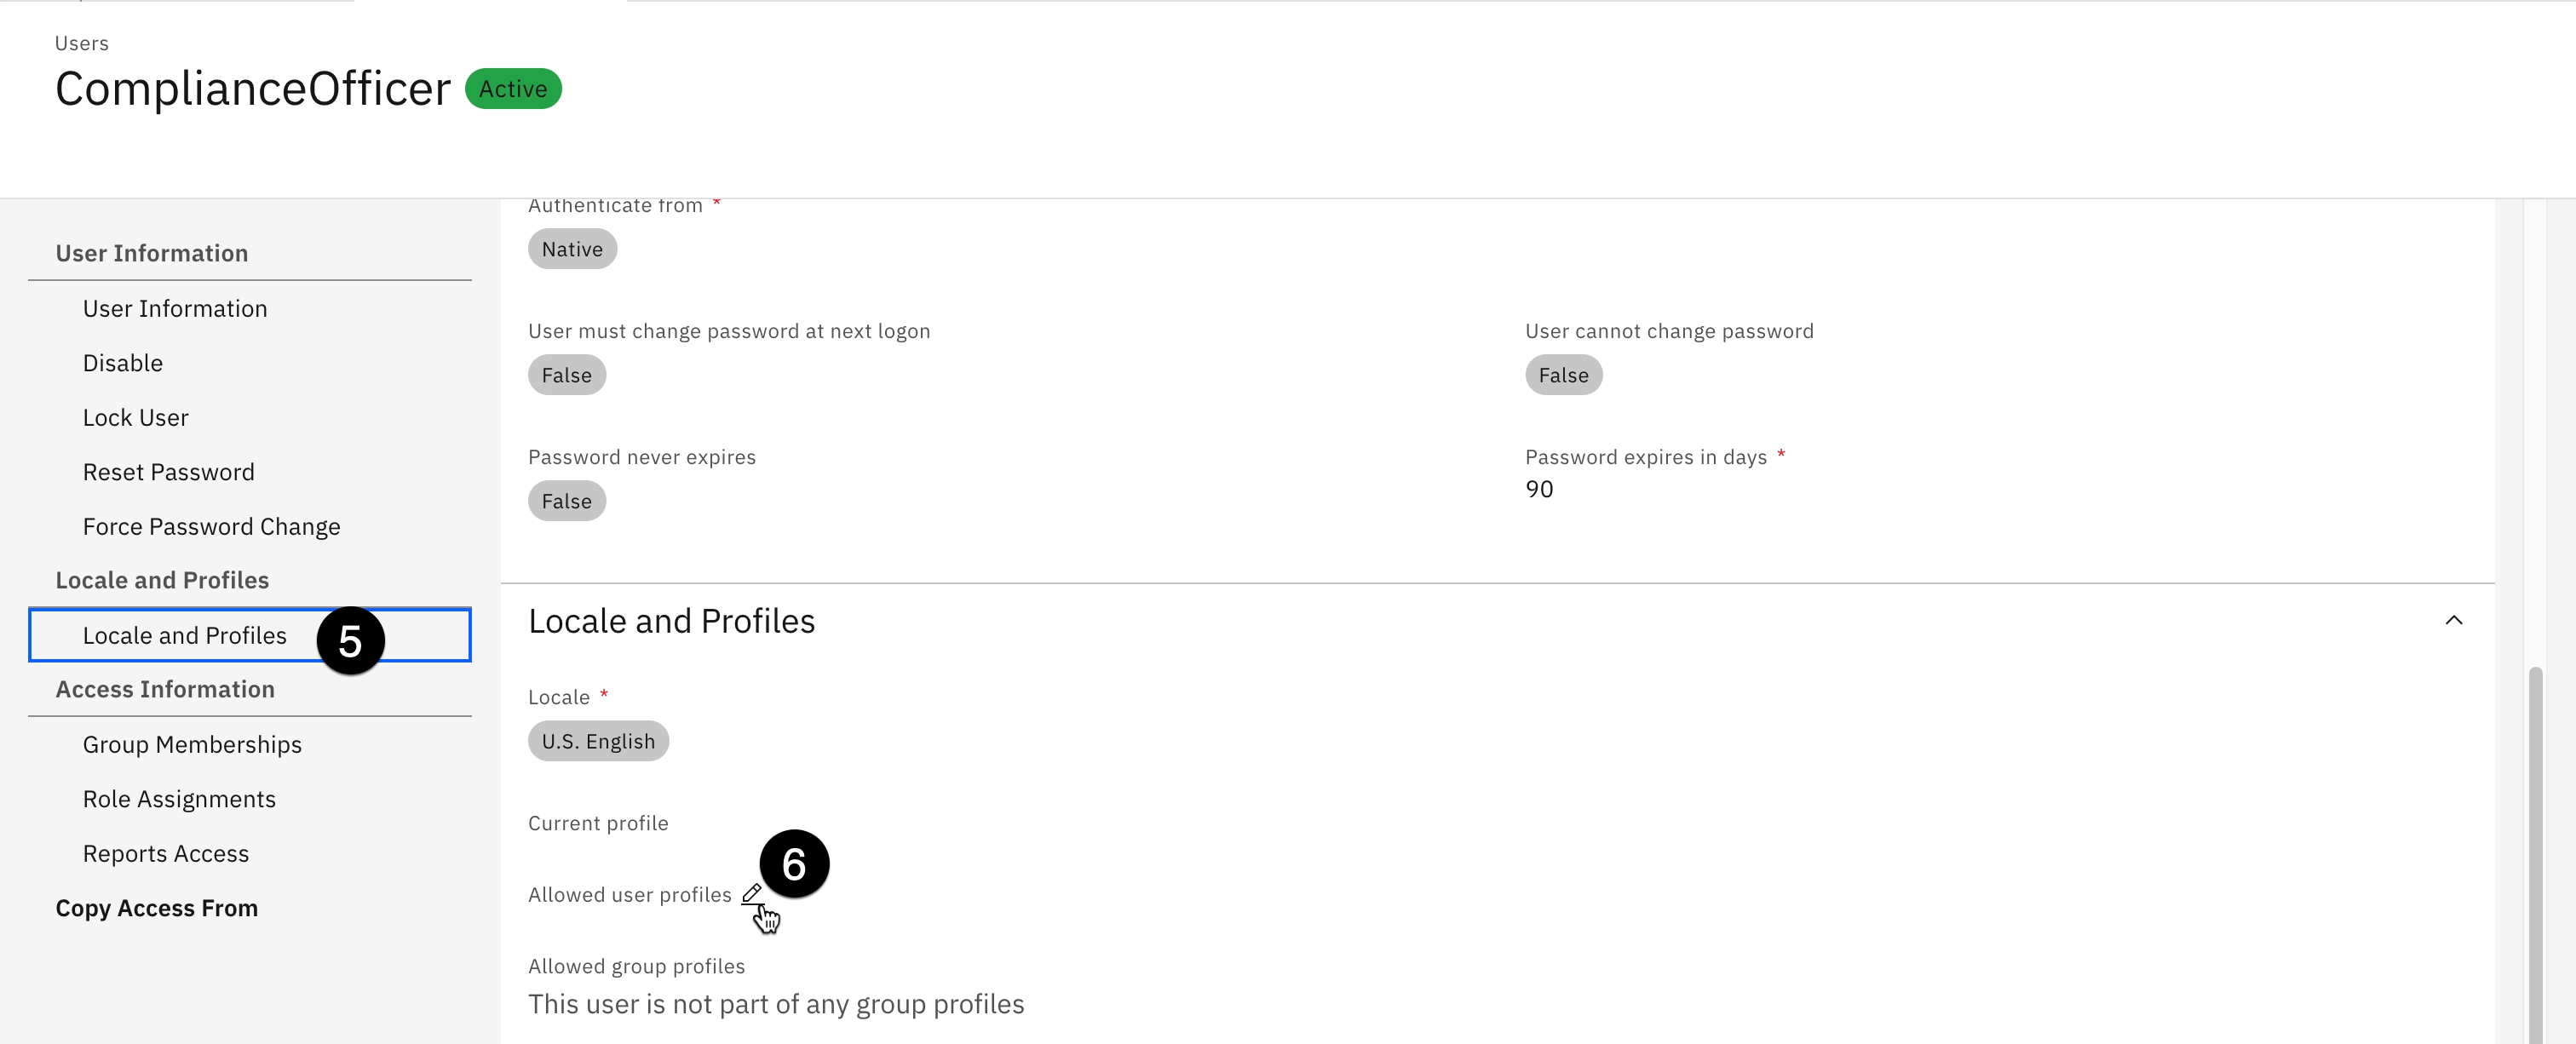 Users
ComplianceOfficer Active
User Information
User Information
Disable
Lock User
Reset Password
Force Password Change
Locale and Profiles
Locale and Profiles 5
Access Information
Group Memberships
Role Assignments
Reports Access
Copy Access From
Authenticate from *
Native
User must change password at next logon
False
User cannot change password
False
Password never expires
False
Password expires in days *
90
Locale and Profiles
Locale *
U.S. English
Current profile
6
Allowed user profiles
Allowed group profiles
This user is not part of any group profiles